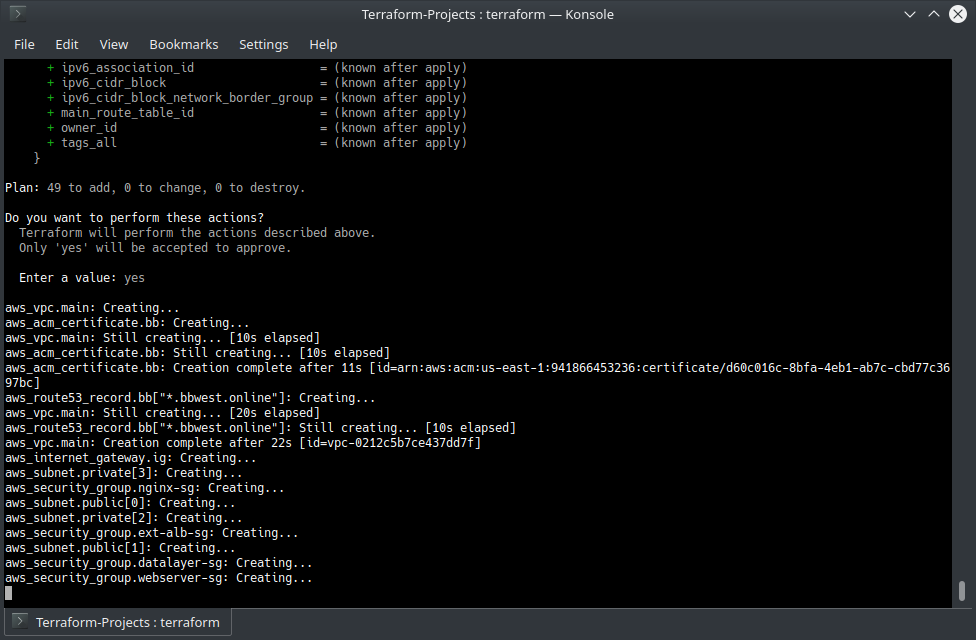 Terraform-Projects : terraform — Konsole
File Edit View Bookmarks Settings Help
+ ipv6_association_id = (known after apply)
+ ipv6_cidr_block = (known after apply)
+ ipv6_cidr_block_network_border_group = (known after apply)
+ main_route_table_id = (known after apply)
+ owner_id = (known after apply)
+ tags_all = (known after apply)
}
Plan: 49 to add, 0 to change, 0 to destroy.
Do you want to perform these actions?
Terraform will perform the actions described above.
Only 'yes' will be accepted to approve.
Enter a value: yes
aws_vpc.main: Creating...
aws_acm_certificate.bb: Creating...
aws_vpc.main: Still creating... [10s elapsed]
aws_acm_certificate.bb: Still creating... [10s elapsed]
aws_acm_certificate.bb: Creation complete after 11s [id=arn:aws:acm:us-east-1:941866453236:certificate/d60c016c-8bfa-4eb1-ab7c-cbd77c36
97bc]
aws_route53_record.bb["*.bbwest.online"]: Creating...
aws_vpc.main: Still creating... [20s elapsed]
aws_route53_record.bb["*.bbwest.online"]: Still creating... [10s elapsed]
aws_vpc.main: Creation complete after 22s [id=vpc-0212c5b7ce437dd7f]
aws_internet_gateway.ig: Creating...
aws_subnet.private[3]: Creating...
aws_security_group.nginx-sg: Creating...
aws_subnet.public[0]: Creating...
aws_subnet.private[2]: Creating...
aws_security_group.ext-alb-sg: Creating...
aws_subnet.public[1]: Creating...
aws_security_group.datalayer-sg: Creating...
aws_security_group.webserver-sg: Creating...
Terraform-Projects : terraform